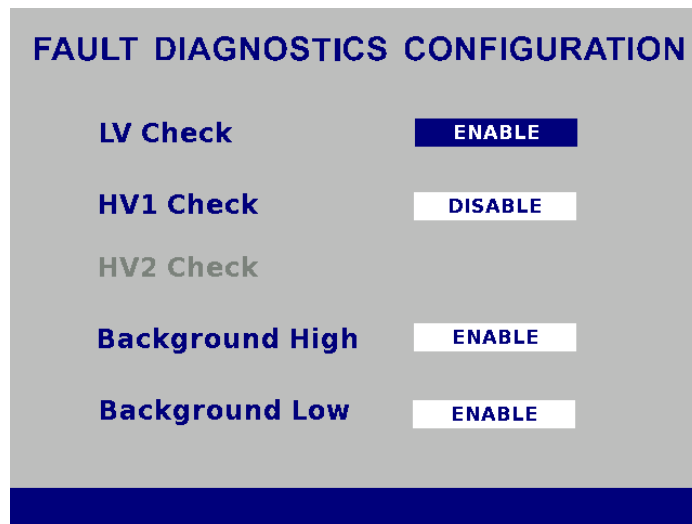 FAULT DIAGNOSTICS CONFIGURATION
LV Check ENABLE
HV1 Check DISABLE
HV2 Check
Background High ENABLE
Background Low ENABLE